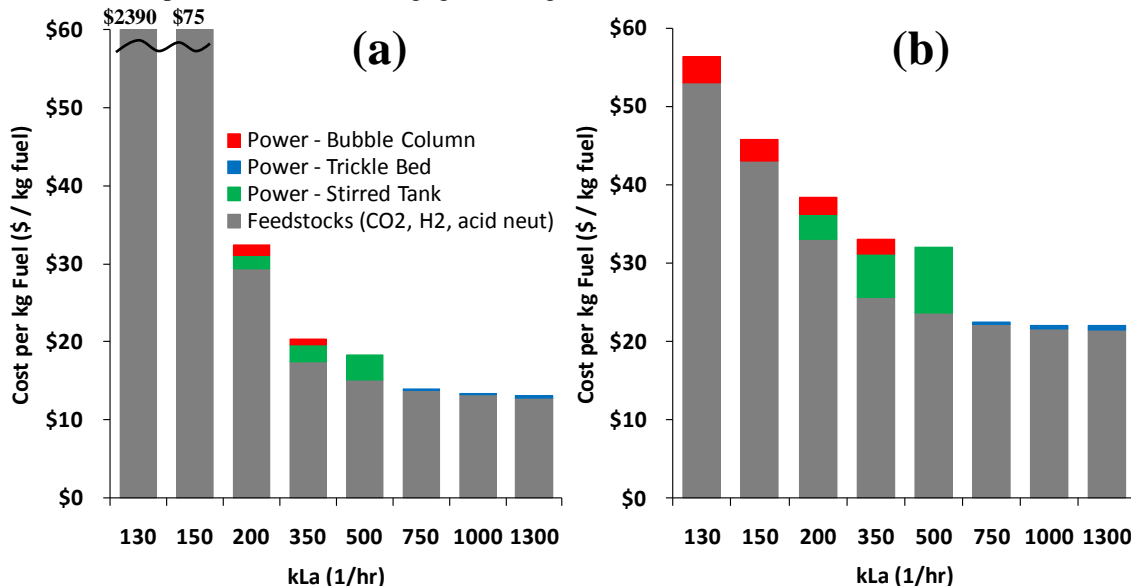 $2390 $75
(a)
$60
$50
$40
$30
$20
$10
$0
Cost per kg Fuel ($ / kg fuel)
Power - Bubble Column
Power - Trickle Bed
Power - Stirred Tank
Feedstocks (CO2, H2, acid neut)
130 150 200 350 500 750 1000 1300
kLa (1/hr)
(b)
$60
$50
$40
$30
$20
$10
$0
Cost per kg Fuel ($ / kg fuel)
130 150 200 350 500 750 1000 1300
kLa (1/hr)